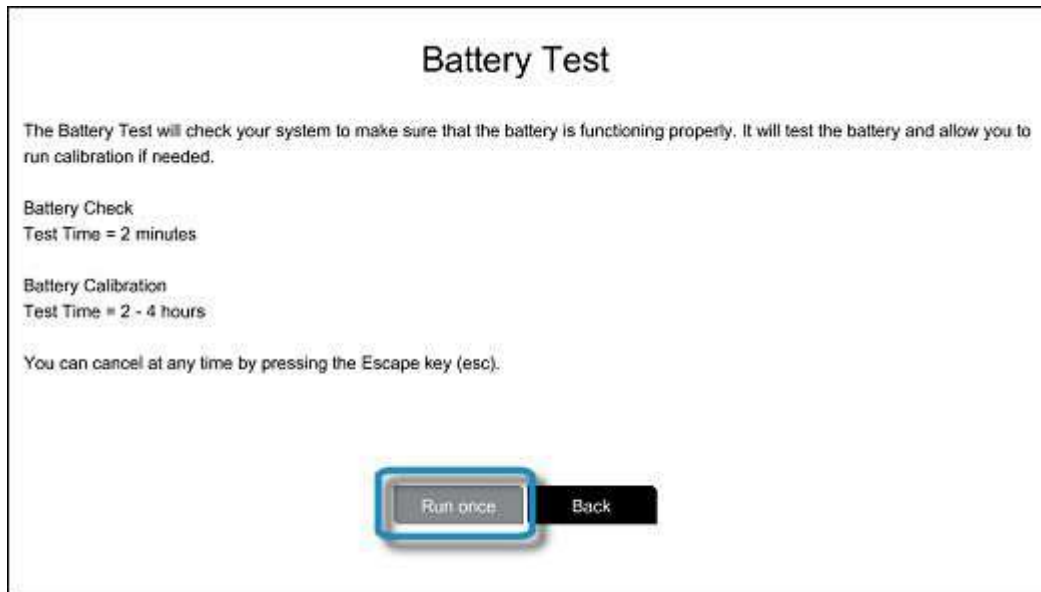 Battery Test
The Battery Test will check your system to make sure that the battery is functioning properly. It will test the battery and allow you to
run calibration if needed.
Battery Check
Test Time = 2 minutes
Battery Calibration
Test Time = 2 - 4 hours
You can cancel at any time by pressing the Escape key (esc).
Run once
Back